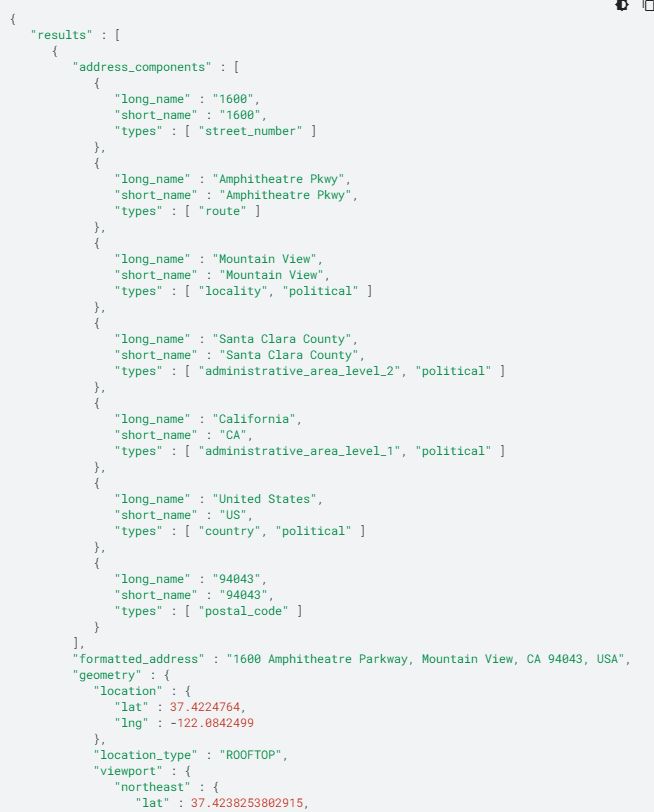 {
"results" : [
{
"address_components" : [
{
"long_name" : "1600",
"short_name" : "1600",
"types" : [ "street_number" ]
},
{
"long_name" : "Amphitheatre Pkwy",
"short_name" : "Amphitheatre Pkwy",
"types" : [ "route" ]
},
{
"long_name" : "Mountain View",
"short_name" : "Mountain View",
"types" : [ "locality", "political" ]
},
{
"long_name" : "Santa Clara County",
"short_name" : "Santa Clara County",
"types" : [ "administrative_area_level_2", "political" ]
},
{
"long_name" : "California",
"short_name" : "CA",
"types" : [ "administrative_area_level_1", "political" ]
},
{
"long_name" : "United States",
"short_name" : "US",
"types" : [ "country", "political" ]
},
{
"long_name" : "94043",
"short_name" : "94043",
"types" : [ "postal_code" ]
}
],
"formatted_address" : "1600 Amphitheatre Parkway, Mountain View, CA 94043, USA",
"geometry" : {
"location" : {
"lat" : 37.4224764,
"lng" : -122.0842499
},
"location_type" : "ROOFTOP",
"viewport" : {
"northeast" : {
"lat" : 37.4238253802915,